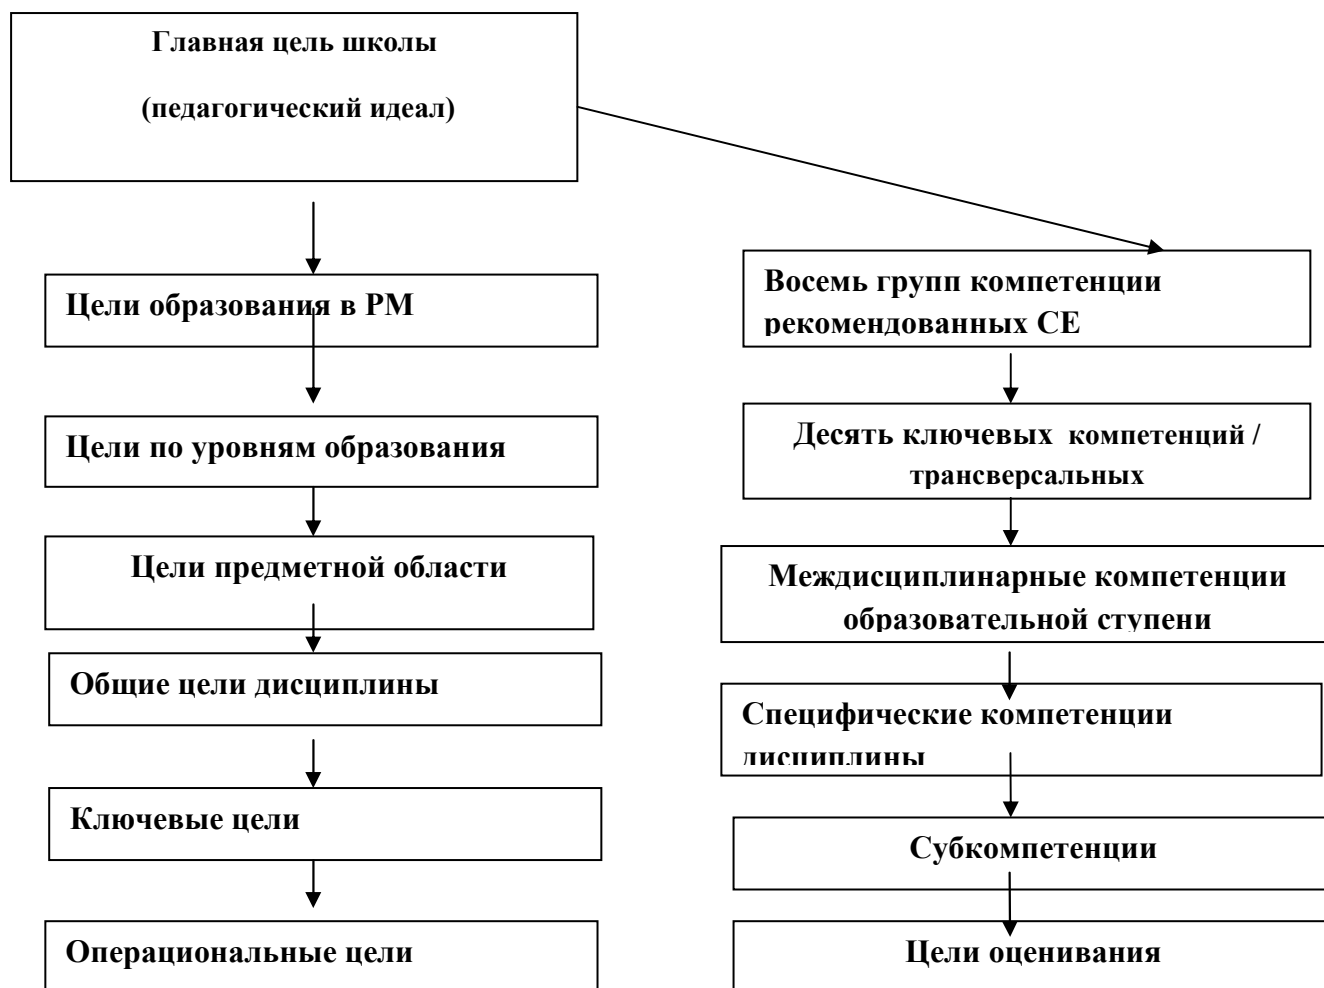 Главная цель школы
(педагогический идеал)
Цели образования в РМ
Цели по уровням образования
Цели предметной области
Общие цели дисциплины
Ключевые цели
Операциональные цели
Восемь групп компетенции
рекомендованных СЕ
Десять ключевых компетенций /
трансверсальных
Междисциплинарные компетенции
образовательной ступени
Специфические компетенции
дисциплины
Субкомпетенции
Цели оценивания